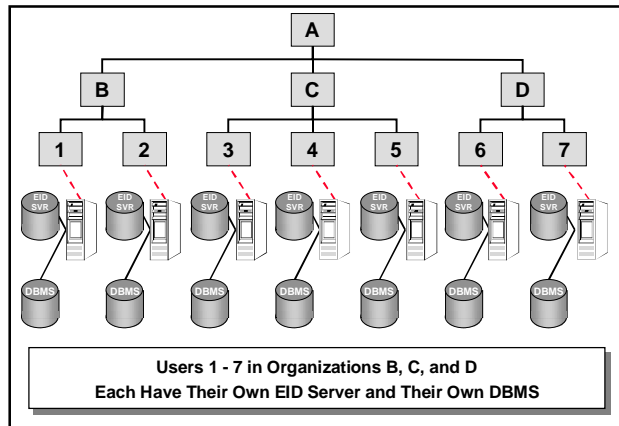 A
B C D
1 2 3 4 5 6 7
EID EID EID EID EID EID EID
SVR SVR SVR SVR SVR SVR SVR
DBMS DBMS DBMS DBMS DBMS DBMS DBMS
Users 1 - 7 in Organizations B, C, and D
Each Have Their Own EID Server and Their Own DBMS